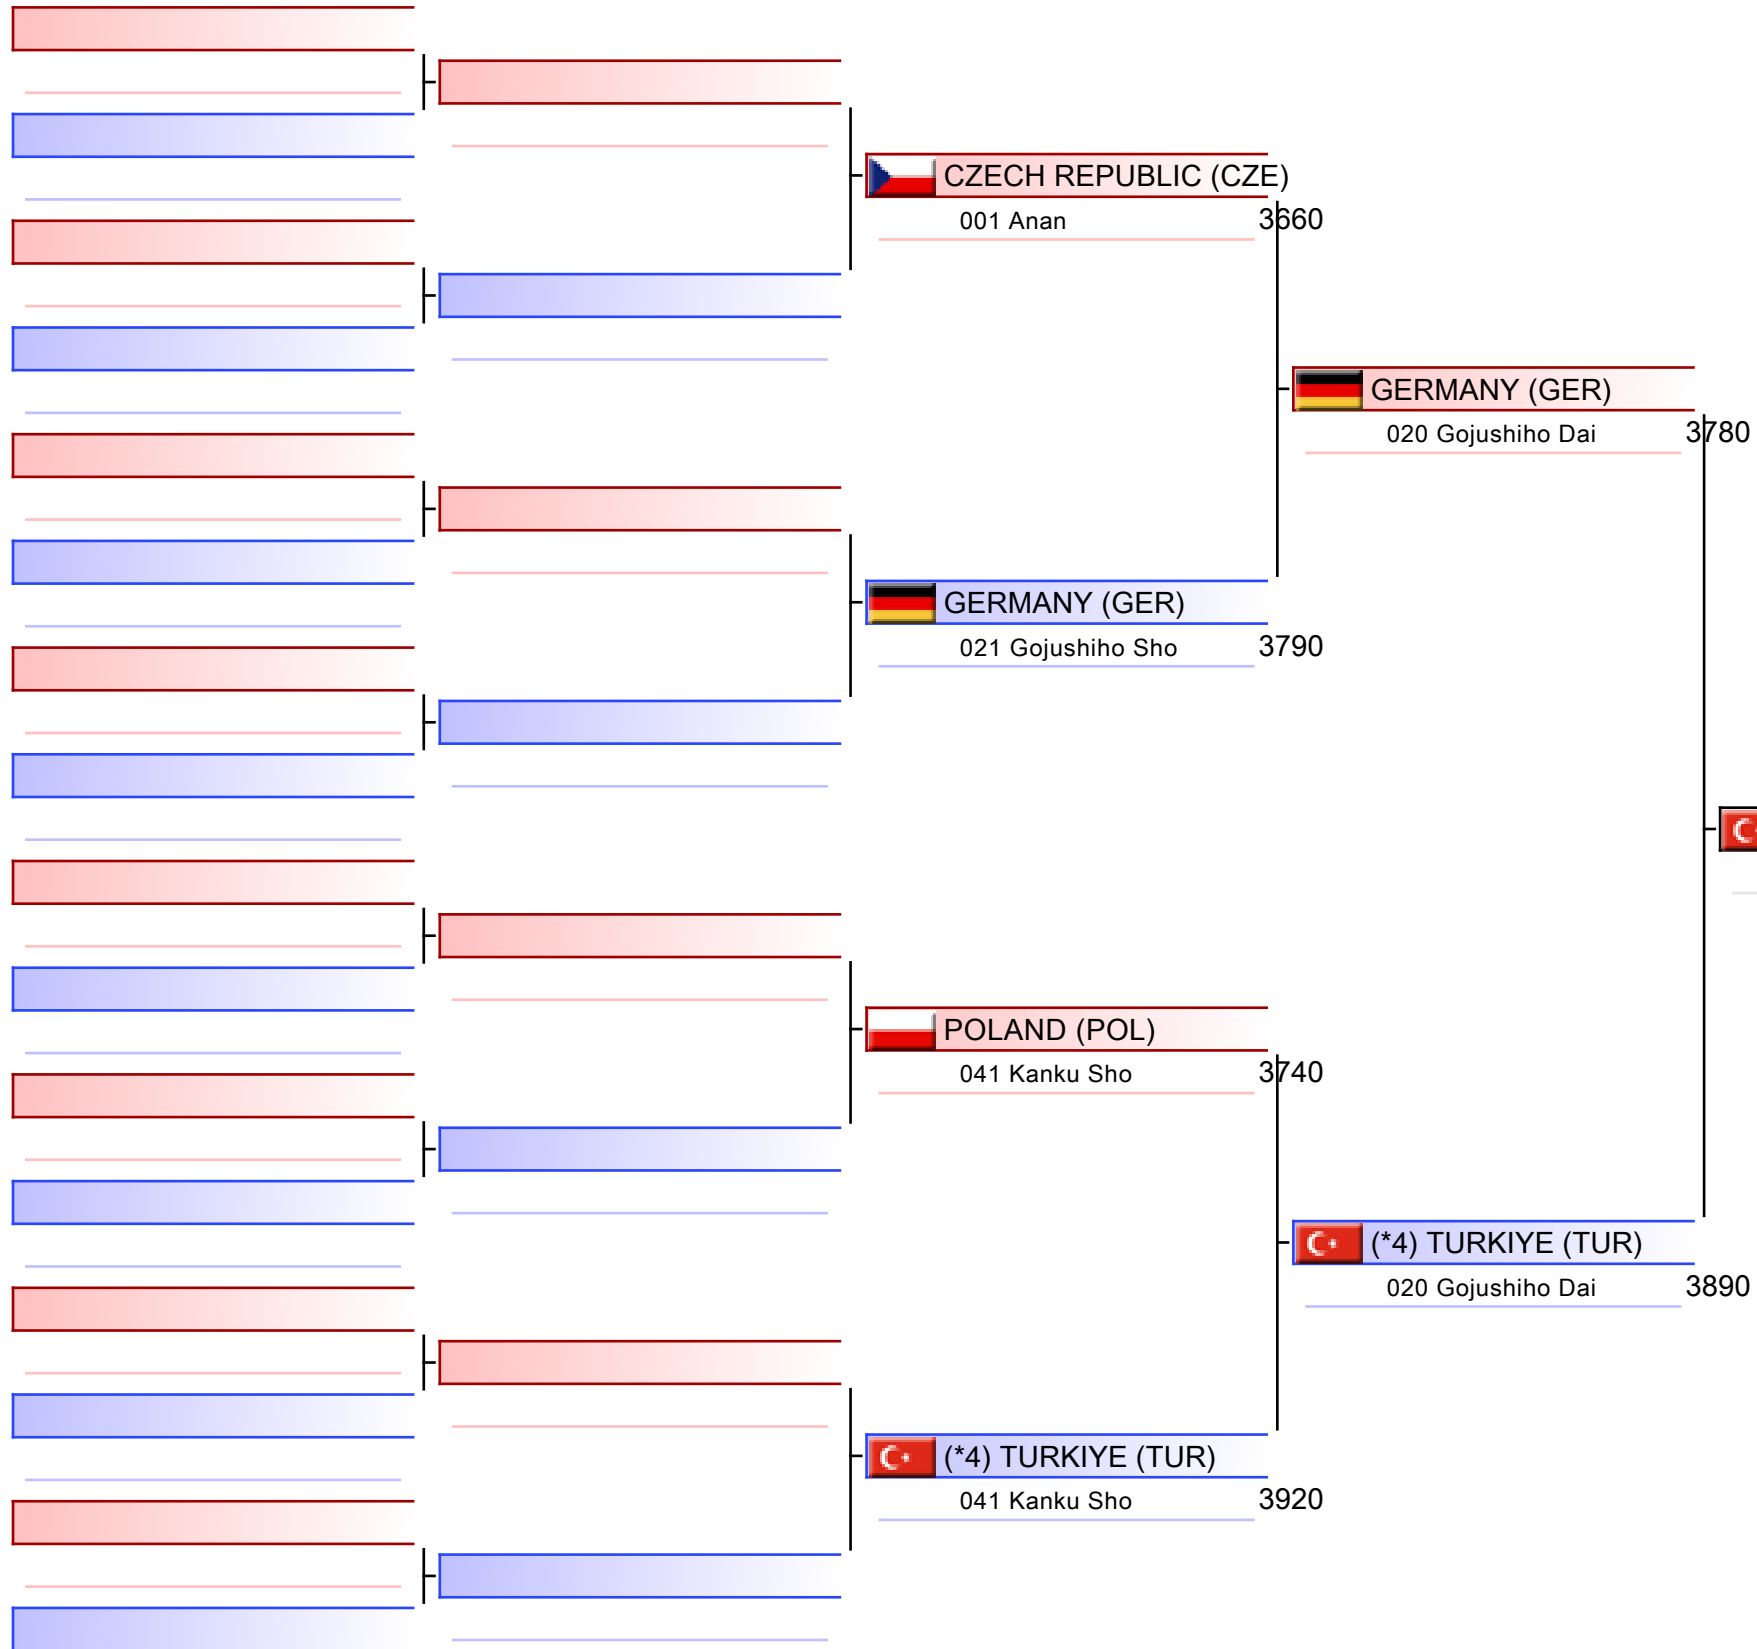 CZECH REPUBLIC (CZE)
001 Anan 3660
GERMANY (GER)
020 Gojushiho Dai 3780
GERMANY (GER)
021 Gojushiho Sho 3790
POLAND (POL)
041 Kanku Sho 3740
(*4) TURKIYE (TUR)
020 Gojushiho Dai 3890
(*4) TURKIYE (TUR)
041 Kanku Sho 3920